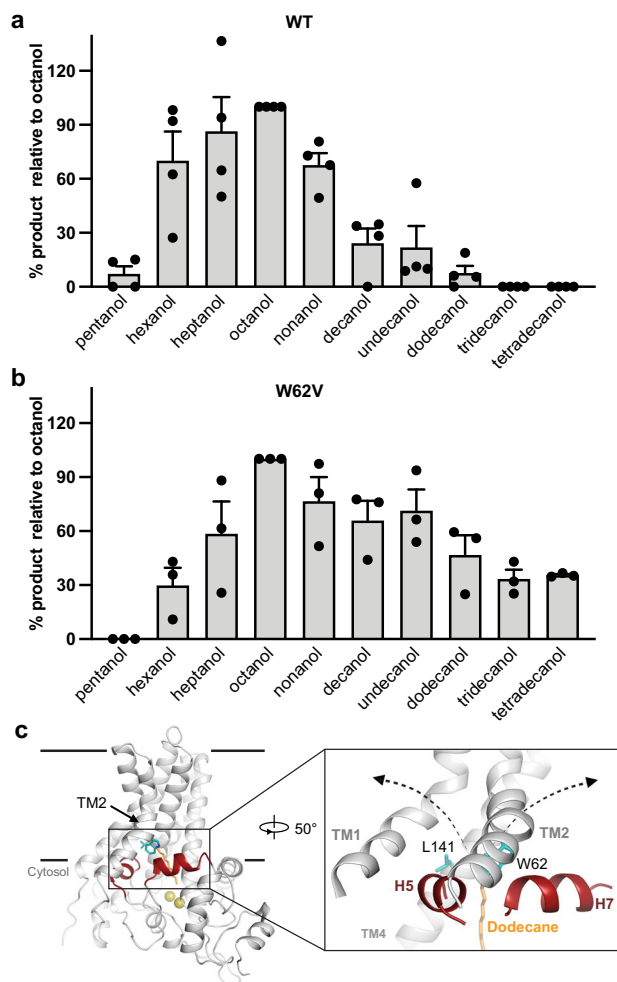 a
WT
% product relative to octanol
120
90
60
30
0
pentanol
hexanol
heptanol
octanol
nonanol
decanol
undecanol
dodecanol
tridecanol
tetradecanol
b
W62V
% product relative to octanol
120
90
60
30
0
pentanol
hexanol
heptanol
octanol
nonanol
decanol
undecanol
dodecanol
tridecanol
tetradecanol
c
TM2
Cytosol
50°
TM1
TM2
L141
W62
H5
H7
TM4
Dodecane